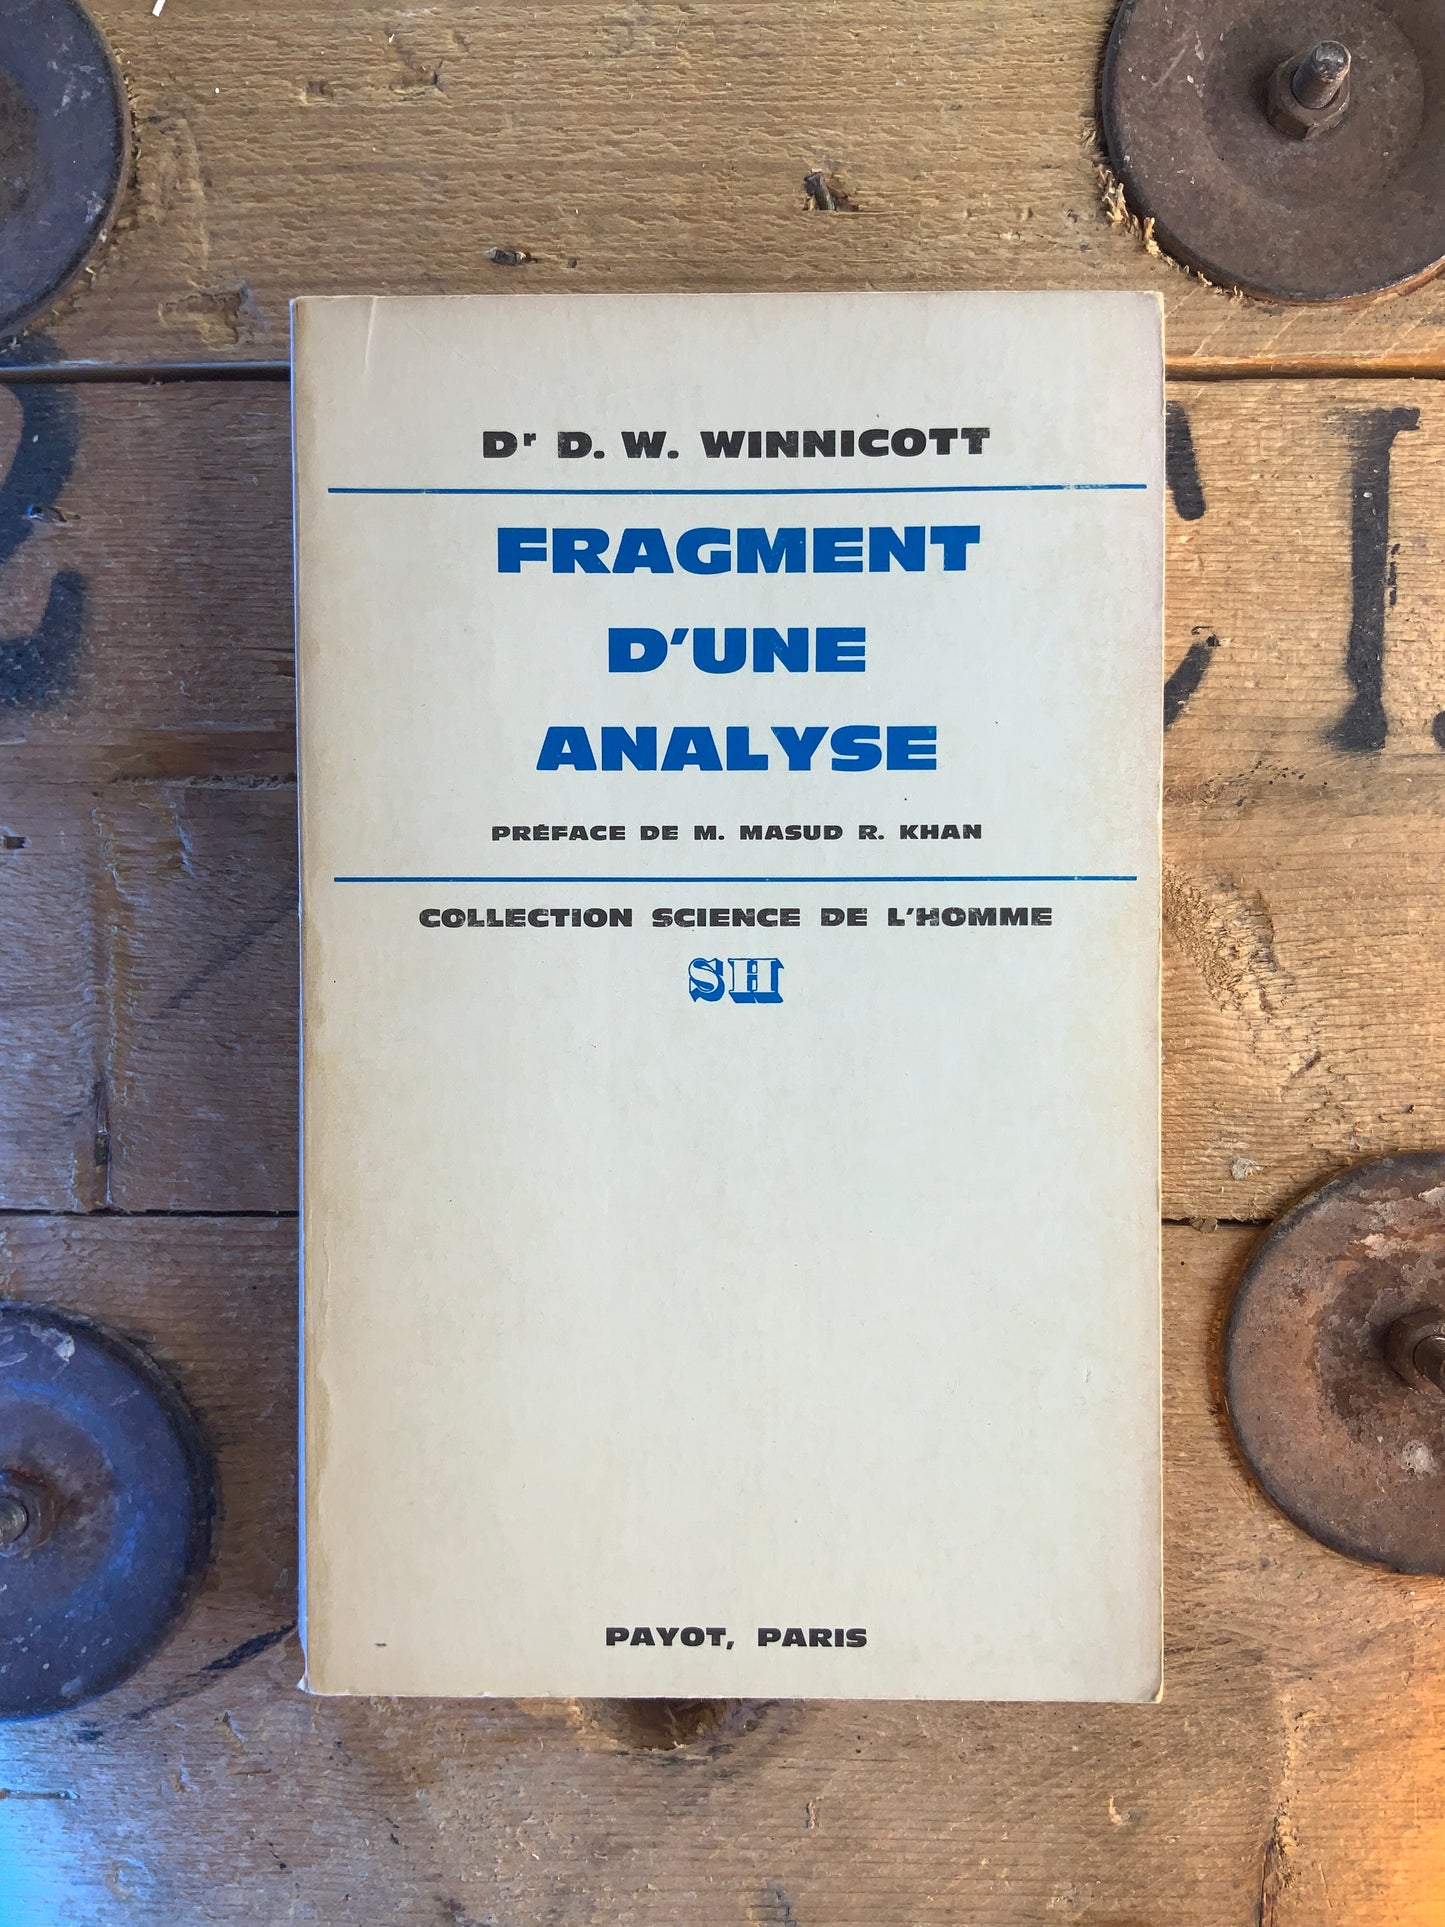 Dr D. W. WINNICOTT
FRAGMENT
D'UNE
ANALYSE
PRÉFACE DE M. MASUD R. KHAN
COLLECTION SCIENCE DE L'HOMME
SH
PAYOT, PARIS